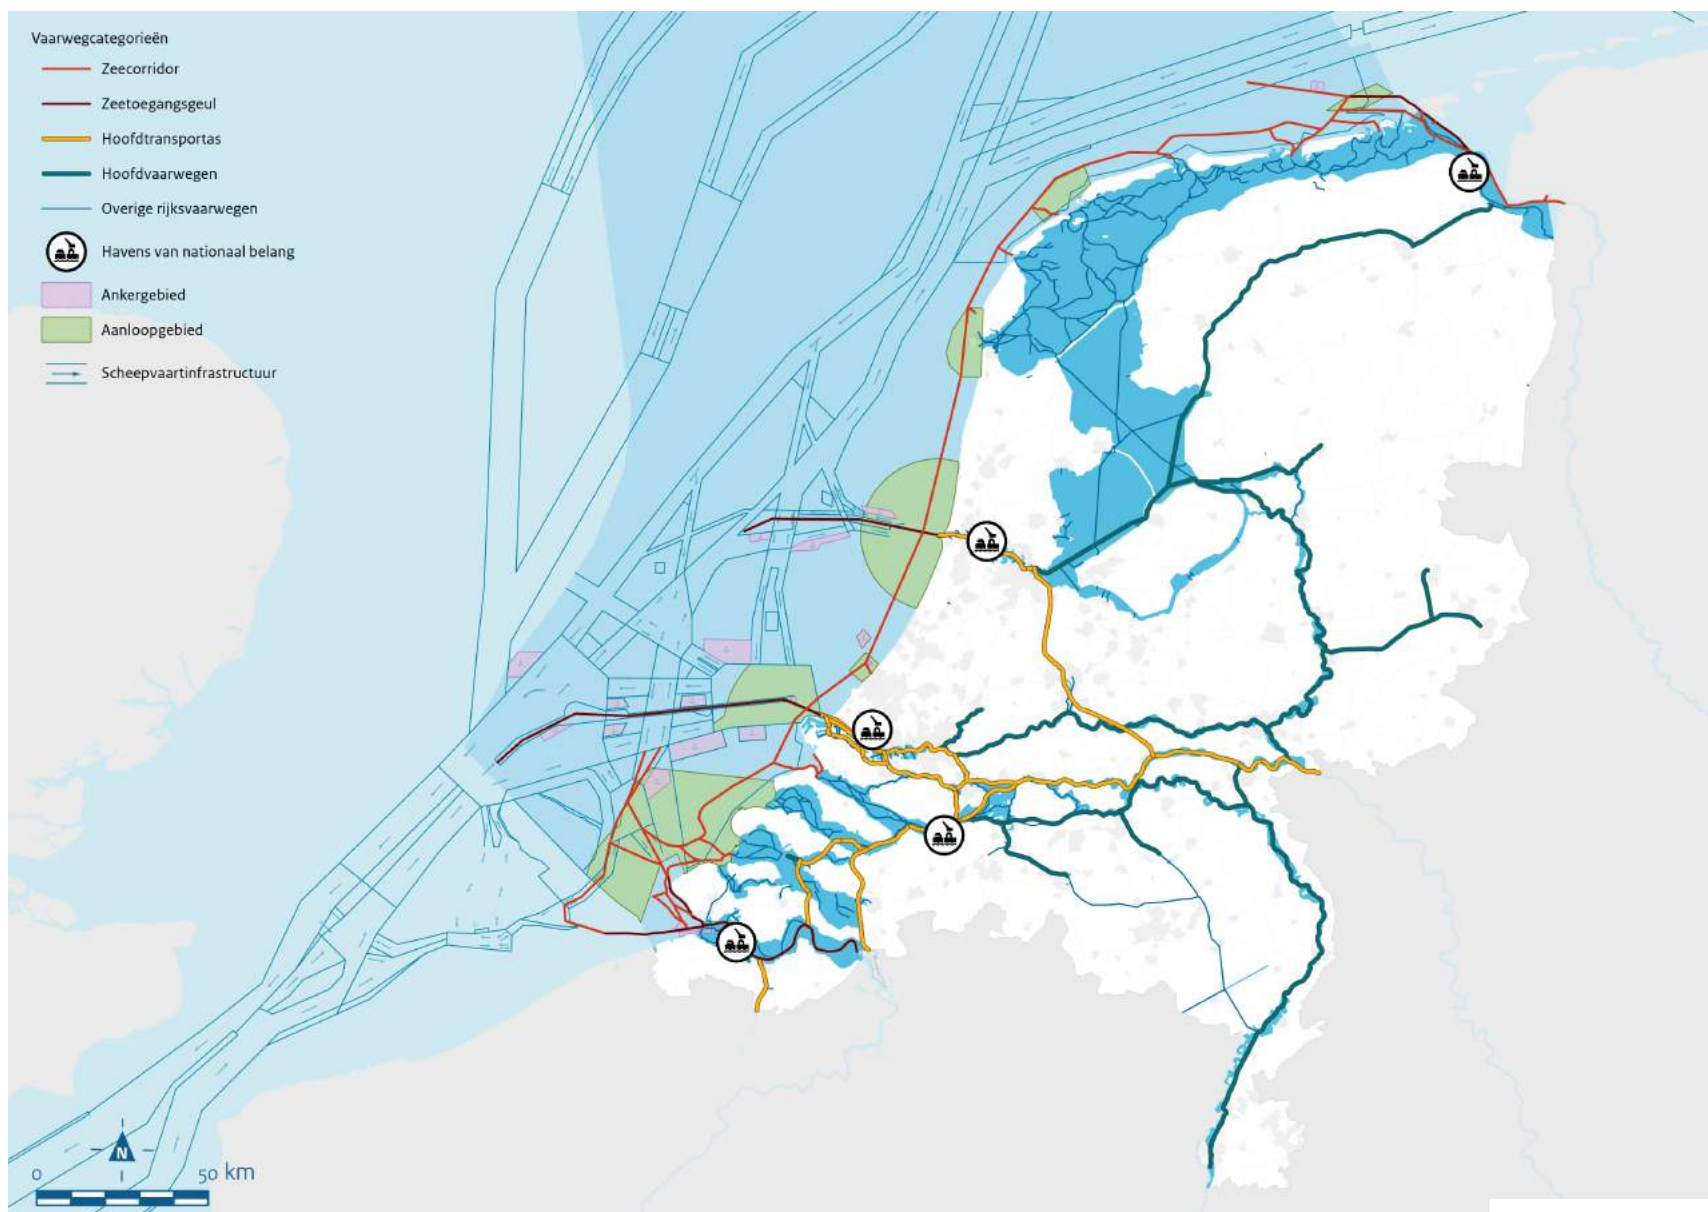 Vaarwegcategorieën
Zeecorridor
Zeetoegangsgeul
Hoofdtransportas
Hoofdvaarwegen
Overige rijksvaarwegen
Havens van nationaal belang
Ankergebied
Aanloopgebied
Scheepvaartinfrastructuur
N
0 50 km